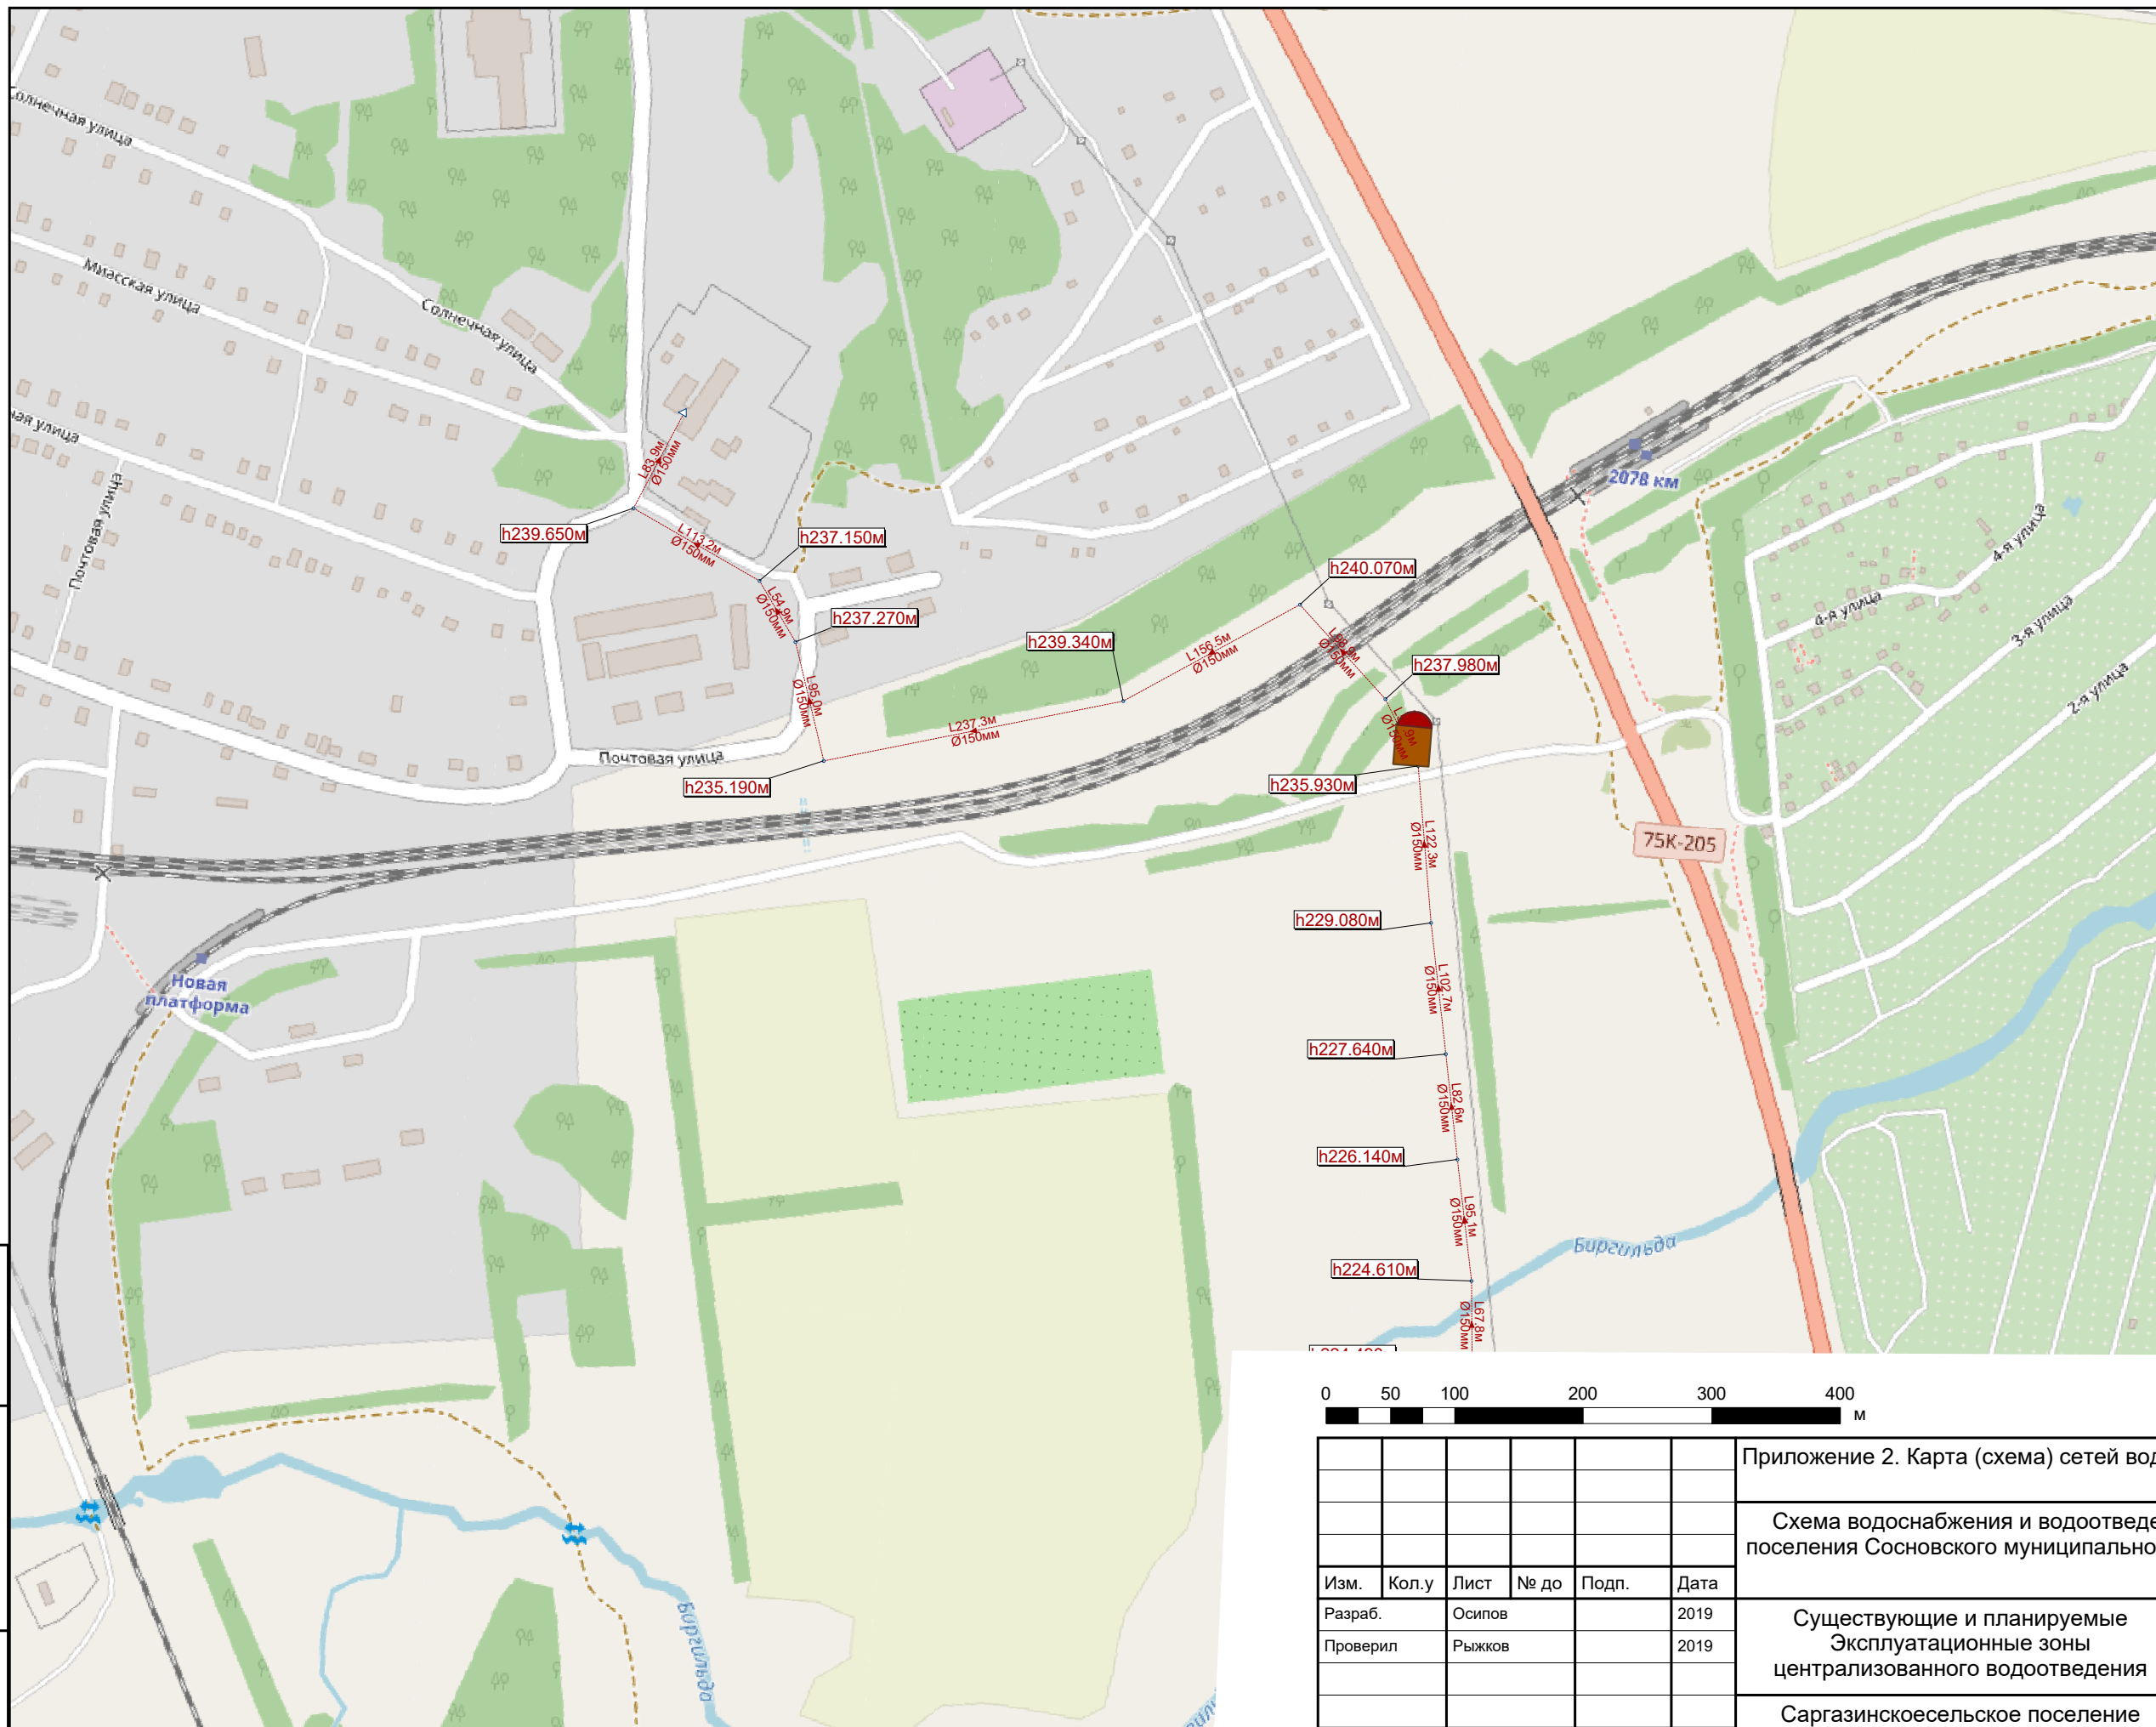 Солнечная улица
Миасская улица
Солнечная улица
ная улица
Почтовая улица
L83.9м
Ø150мм
h239.650м
L113.2м
Ø150мм
h237.150м
L54.9м
Ø150мм
h237.270м
L95.0м
Ø150мм
Почтовая улица
h235.190м
L237.3м
Ø150мм
h239.340м
L156.5м
Ø150мм
h240.070м
Ø150мм
h237.980м
Ø150мм
h235.930м
2078 км
4-я улица
4-я улица
3-я улица
2-я улица
75К-205
L122.3м
Ø150мм
h229.080м
L102.7м
Ø150мм
h227.640м
L82.6м
Ø150мм
h226.140м
L95.1м
Ø150мм
h224.610м
L67.8м
Ø150мм
Биргильда
Новая
платформа
Биргильда
0 50 100 200 300 400
м
Приложение 2. Карта (схема) сетей вод
Схема водоснабжения и водоотведе
поселения Сосновского муниципально
Изм. Кол.у Лист № до Подп. Дата
Разраб. Осипов 2019
Проверил Рыжков 2019
Существующие и планируемые
Эксплуатационные зоны
централизованного водоотведения
Саргазинскоесельское поселение